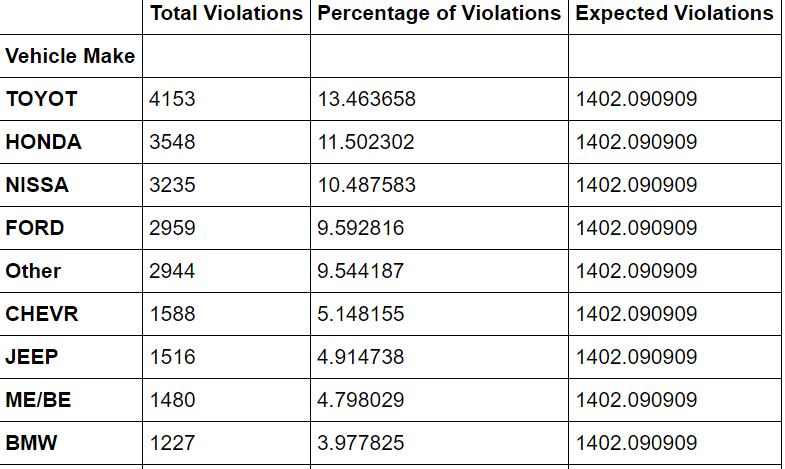 Total Violations Percentage of Violations Expected Violations
Vehicle Make
TOYOT 4153 13.463658 1402.090909
HONDA 3548 11.502302 1402.090909
NISSA 3235 10.487583 1402.090909
FORD 2959 9.592816 1402.090909
Other 2944 9.544187 1402.090909
CHEVR 1588 5.148155 1402.090909
JEEP 1516 4.914738 1402.090909
ME/BE 1480 4.798029 1402.090909
BMW 1227 3.977825 1402.090909